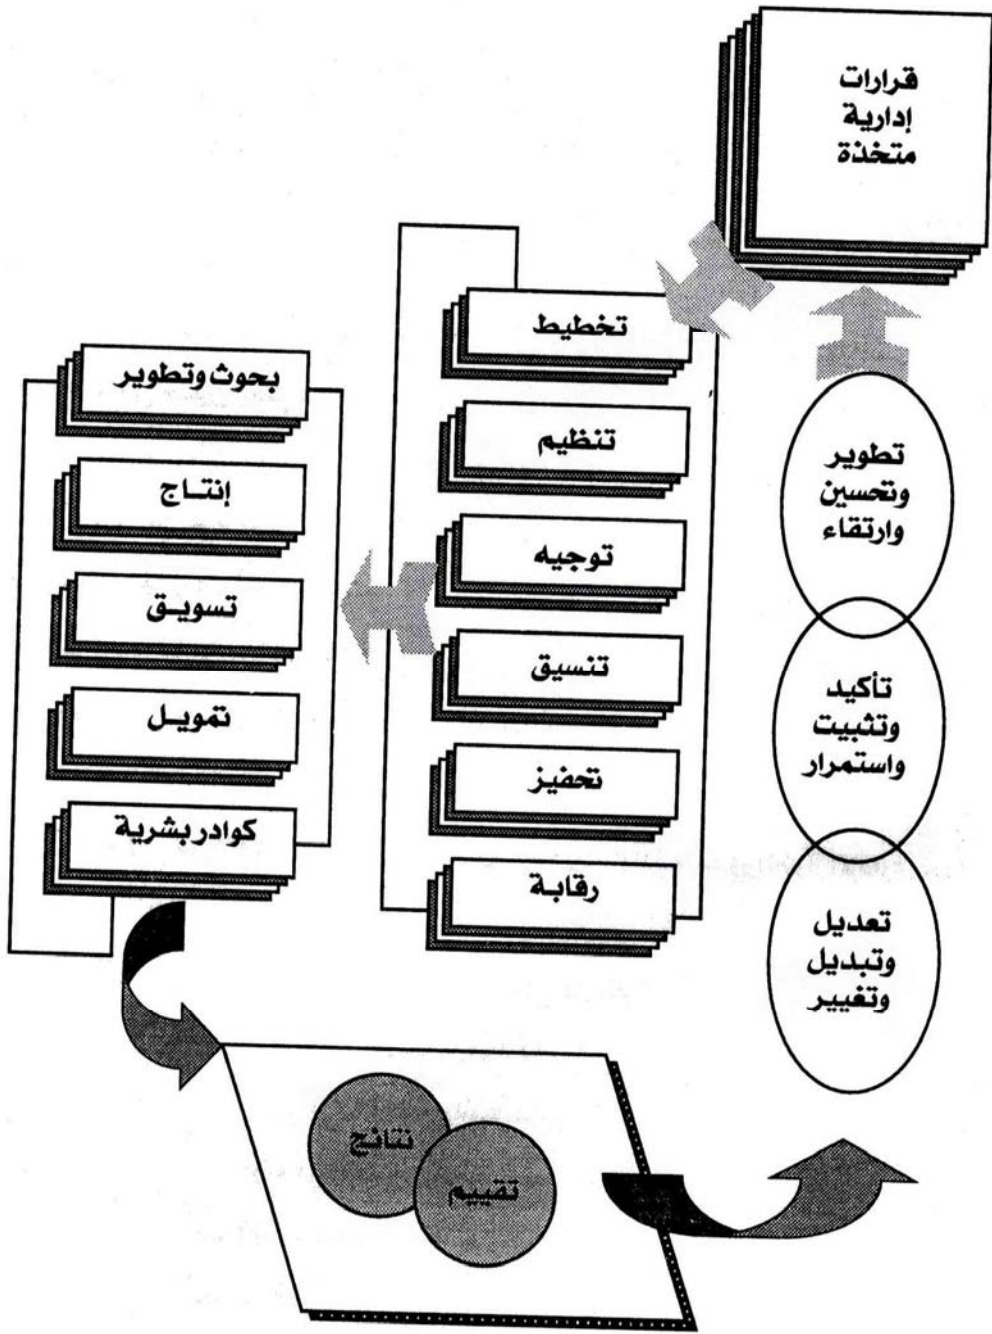 قرارات
إدارية
متخذة
تخطيط
تنظيم
توجيه
تنسيق
تحفيز
رقابة
بحوث وتطوير
إنتاج
تسويق
تمويل
كوادر بشرية
نتائج
تقييم
تطوير
وتحسين
وارتقاء
تأكيد
وتثبيت
واستمرار
تعديل
وتبديل
وتغيير